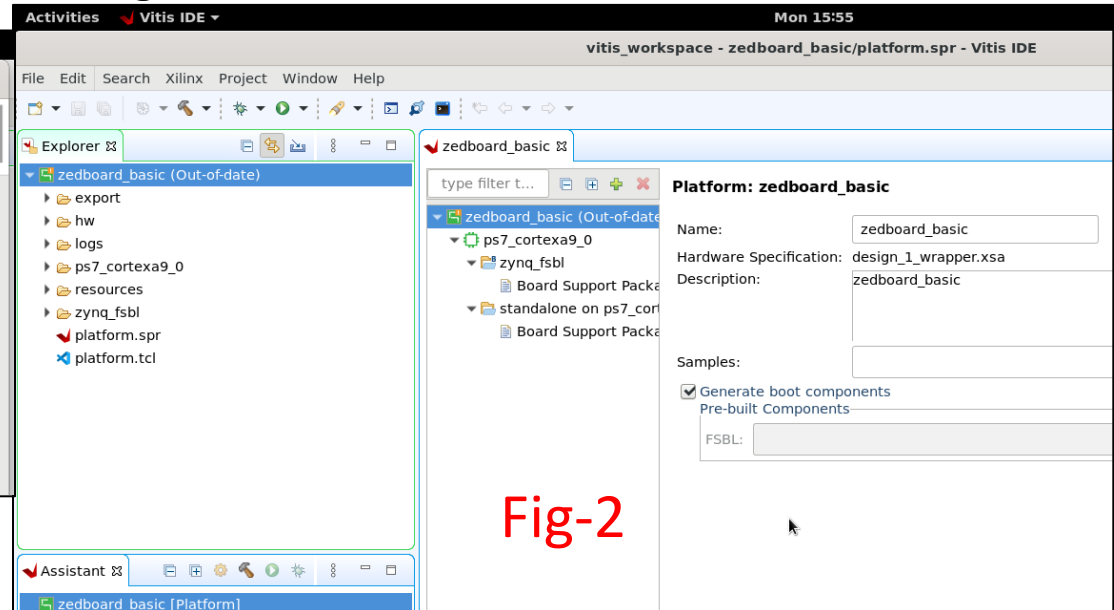 Activities Vitis IDE Mon 15:55
vitis_workspace - zedboard_basic/platform.spr - Vitis IDE
File Edit Search Xilinx Project Window Help
Explorer
zedboard_basic (Out-of-date)
export
hw
logs
ps7_cortexa9_0
resources
zynq_fsbl
platform.spr
platform.tcl
zedboard_basic
type filter t...
zedboard_basic (Out-of-date
ps7_cortexa9_0
zynq_fsbl
Board Support Packa
standalone on ps7_cort
Board Support Packa
Platform: zedboard_basic
Name: zedboard_basic
Hardware Specification: design_1_wrapper.xsa
Description: zedboard_basic
Samples:
Generate boot components
Pre-built Components
FSBL:
Fig-2
Assistant
zedboard_basic [Platform]